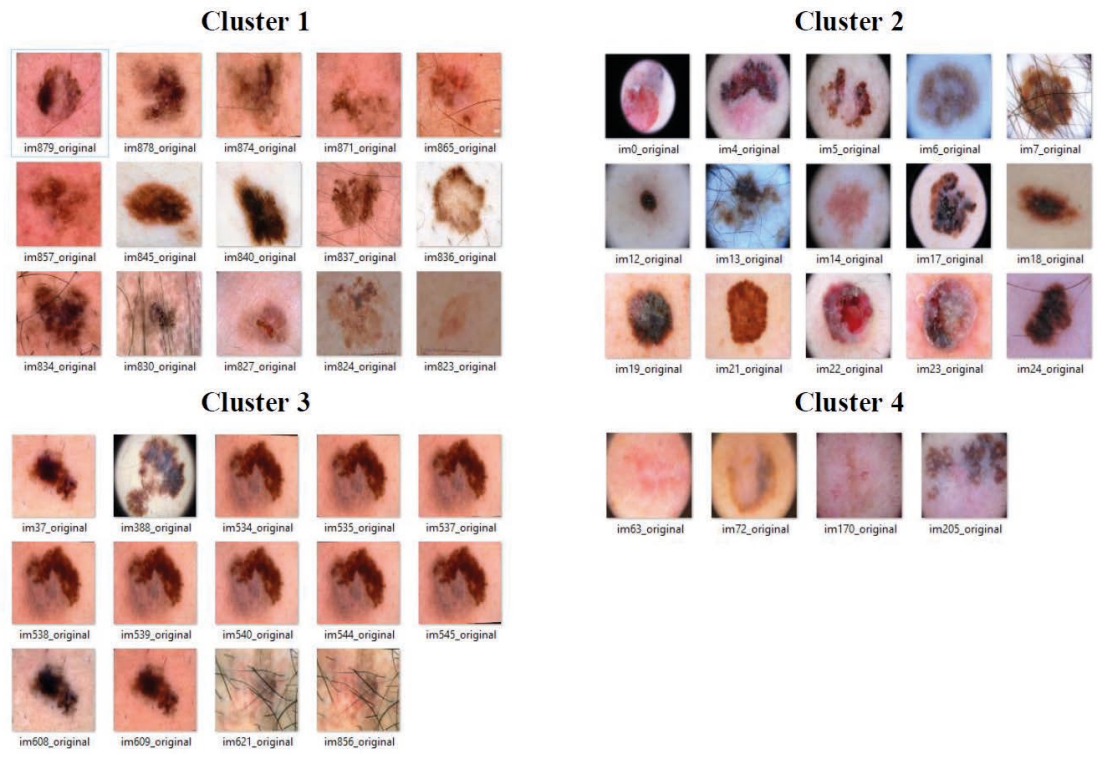 Cluster 1
im879_original im878_original im874_original im871_original im865_original
im857_original im845_original im840_original im837_original im836_original
im834_original im830_original im827_original im824_original im823_original
Cluster 2
im0_original im4_original im5_original im6_original im7_original
im12_original im13_original im14_original im17_original im18_original
im19_original im21_original im22_original im23_original im24_original
Cluster 3
im37_original im388_original im534_original im535_original im537_original
im538_original im539_original im540_original im544_original im545_original
im608_original im609_original im621_original im856_original
Cluster 4
im63_original im72_original im170_original im205_original